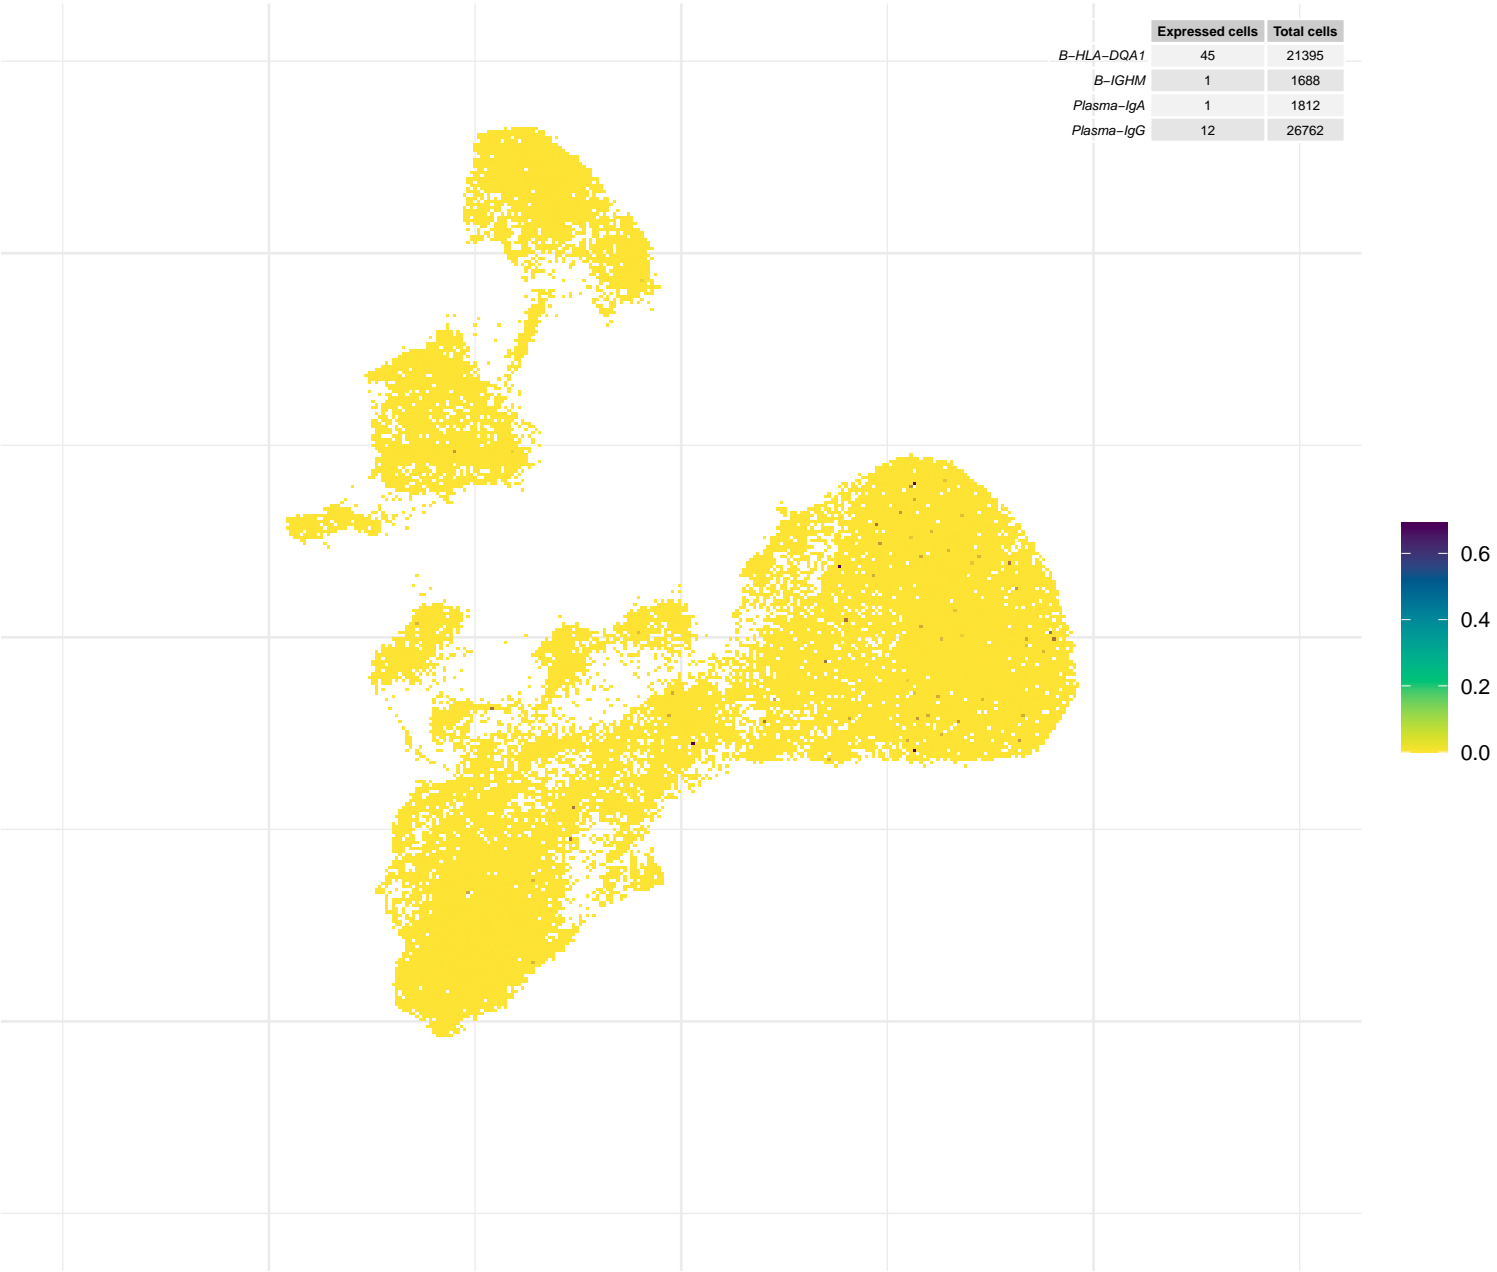 Expressed cells Total cells
B−HLA−DQA1 45 21395
B−IGHM 1 1688
Plasma−IgA 1 1812
Plasma−IgG 12 26762
0.6
0.4
0.2
0.0